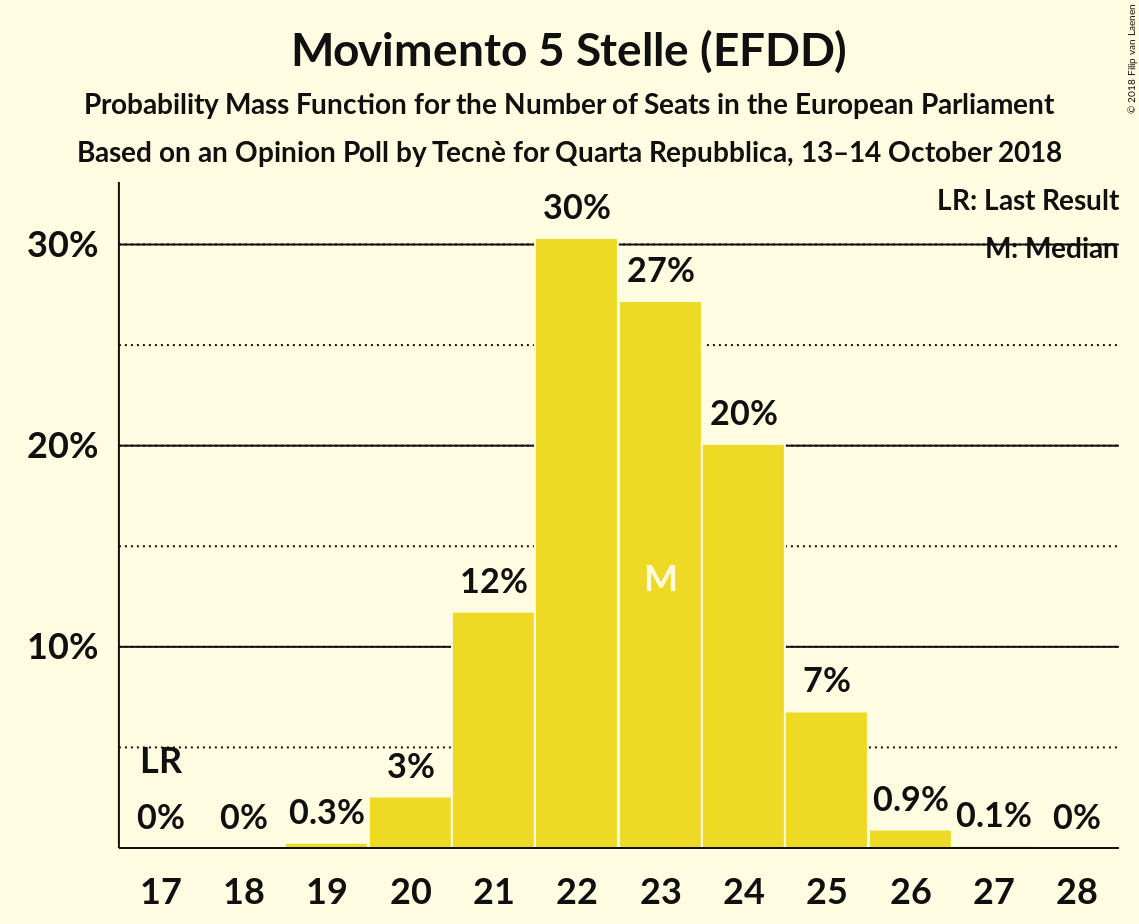 Movimento 5 Stelle (EFDD)
Probability Mass Function for the Number of Seats in the European Parliament
Based on an Opinion Poll by Tecnè for Quarta Repubblica, 13–14 October 2018
© 2018 Filip van Laenen
LR: Last Result
M: Median
30%
20%
10%
LR
0%
0%
0.3%
3%
12%
30%
27%
M
20%
7%
0.9%
0.1%
0%
17 18 19 20 21 22 23 24 25 26 27 28